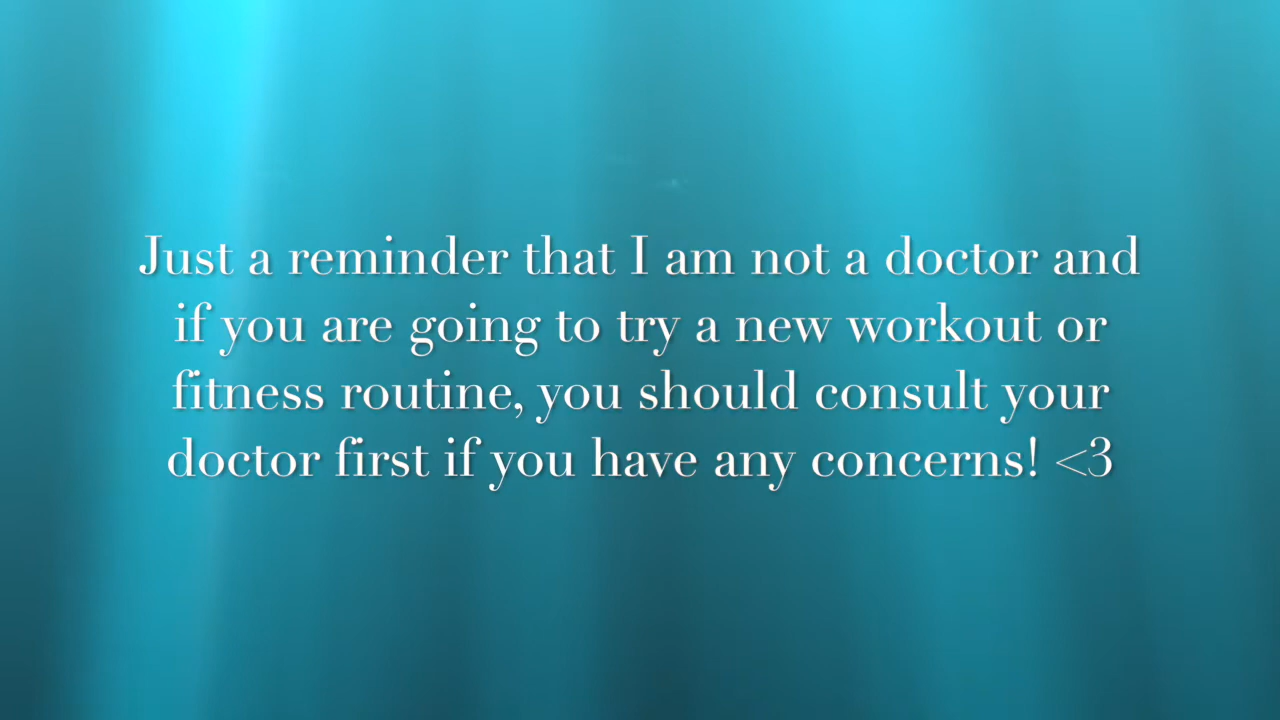 Just a reminder that I am not a doctor and
if you are going to try a new workout or
fitness routine, you should consult your
doctor first if you have any concerns! <3